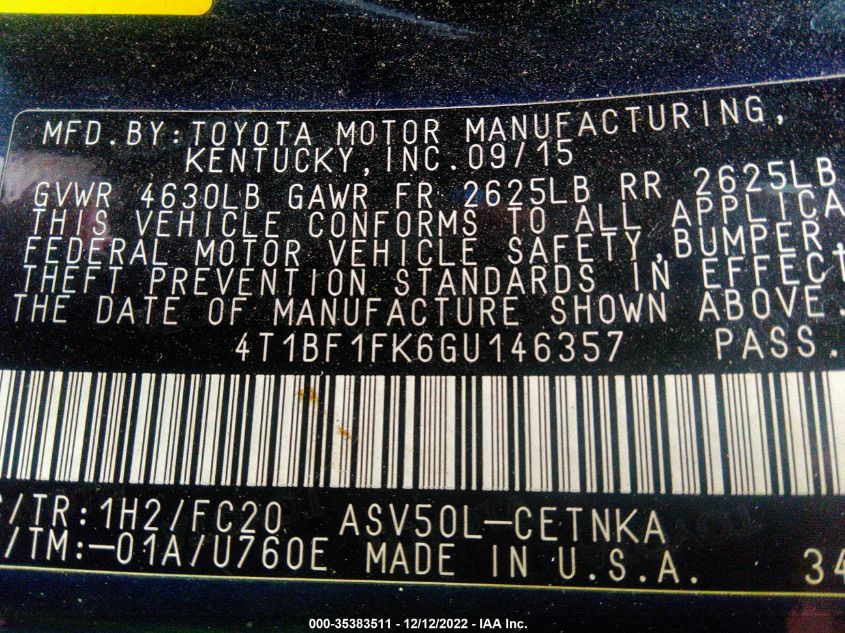 MFD.BY:TOYOTA MOTOR MANUFACTURING,
KENTUCKY,INC.09/15
GVWR 4630LB GAWR FR 2625LB RR 2625LB
THIS VEHICLE CONFORMS TO ALL APPLICA
FEDERAL MOTOR VEHICLE SAFETY,BUMPER,
THEFT PREVENTION STANDARDS IN EFFECT
THE DATE OF MANUFACTURE SHOWN ABOVE.
4T1BF1FK6GU146357 PASS.
/TR:1H2/FC20 ASV50L-CETNKA
/TM:-01A/U760E MADE IN U.S.A. 34
000-35383511 - 12/12/2022 - IAA Inc.